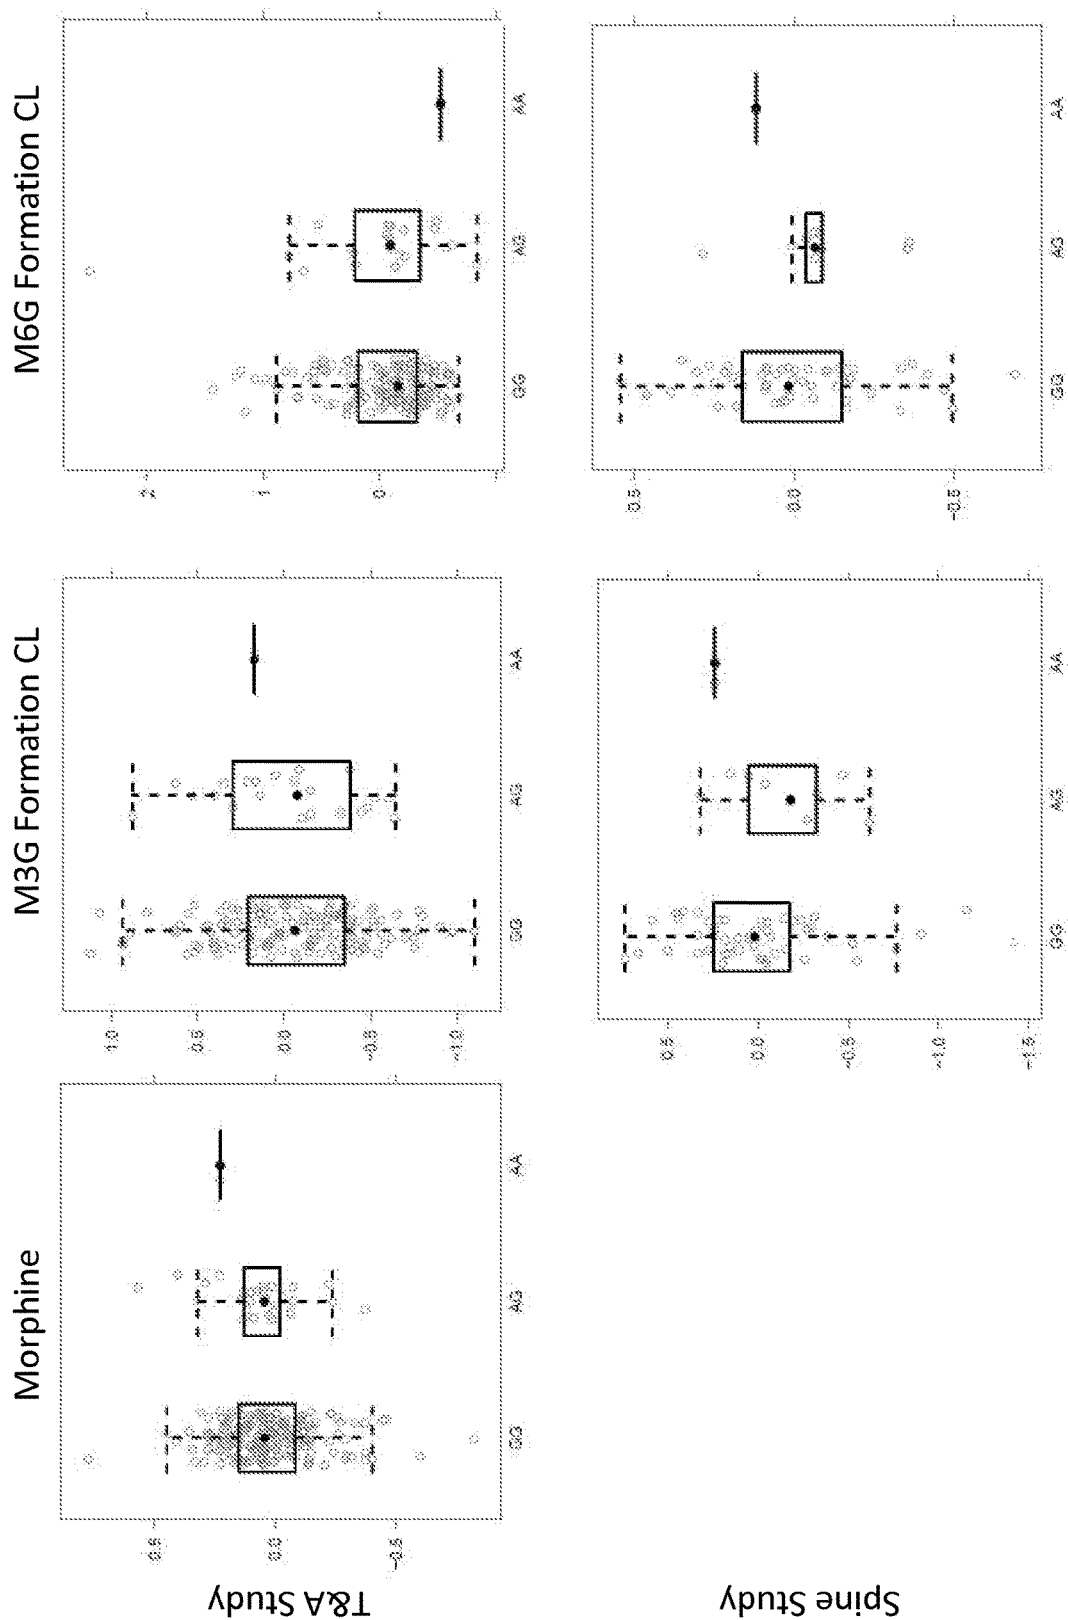 Morphine
M3G Formation CL
M6G Formation CL
T&A Study
0.5
0.0
-0.5
GG
AG
AA
1.0
0.5
0.0
-0.5
-1.0
GG
AG
AA
2
1
0
GG
AG
AA
Spine Study
0.5
0.0
-0.5
-1.0
-1.5
GG
AG
AA
0.5
0.0
-0.5
GG
AG
AA